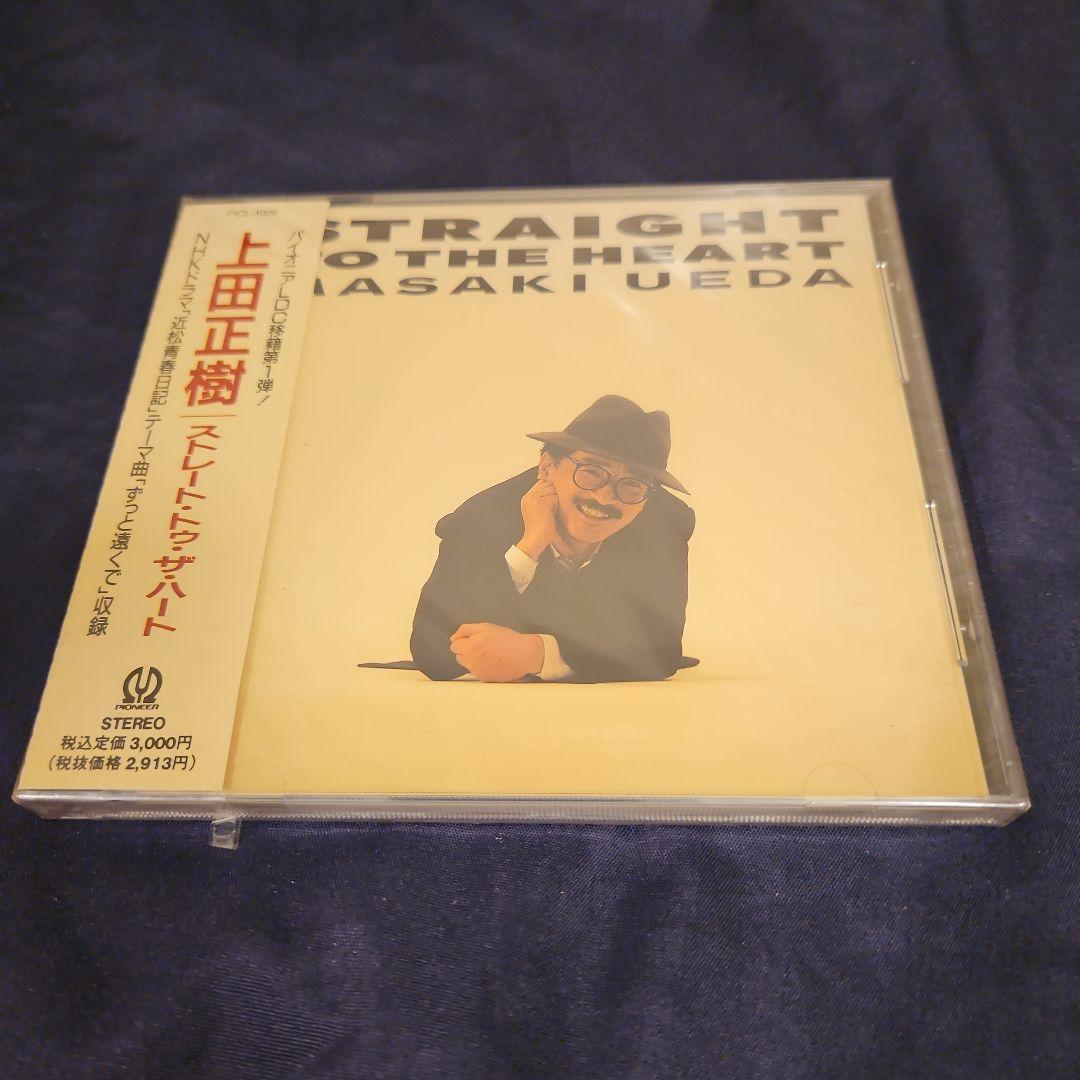 PICL-1026
パイオニアLDC移籍第1弾!
上田正樹
ストレート・トゥ・ザ・ハート
NHKドラマ「近松青春日記」テーマ曲「ずっと遠くで」収録
PIONEER
STEREO
税込定価 3,000円
(税抜価格 2,913円)
STRAIGHT
TO THE HEART
MASAKI UEDA